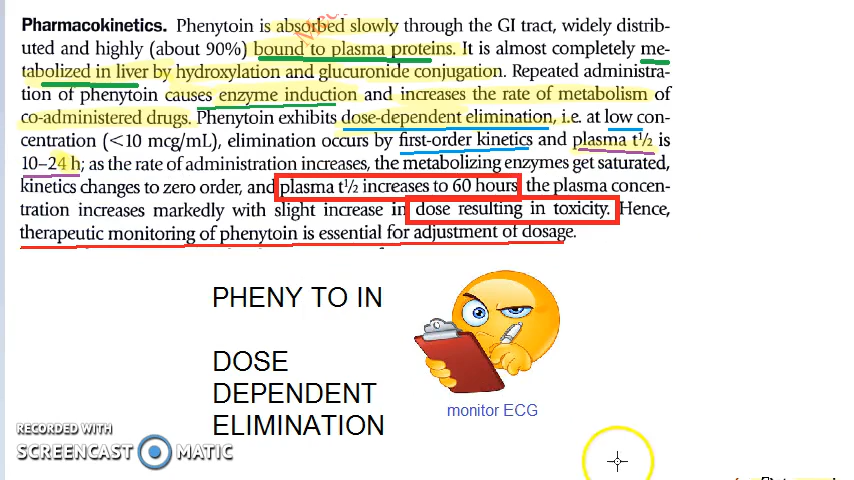 Pharmacokinetics. Phenytoin is absorbed slowly through the GI tract, widely distrib-
uted and highly (about 90%) bound to plasma proteins. It is almost completely me-
tabolized in liver by hydroxylation and glucuronide conjugation. Repeated administra-
tion of phenytoin causes enzyme induction and increases the rate of metabolism of
co-administered drugs. Phenytoin exhibits dose-dependent elimination, i.e. at low con-
centration (<10 mcg/mL), elimination occurs by first-order kinetics and plasma t½ is
10–24 h; as the rate of administration increases, the metabolizing enzymes get saturated,
kinetics changes to zero order, and plasma t½ increases to 60 hours, the plasma concen-
tration increases markedly with slight increase in dose resulting in toxicity. Hence,
therapeutic monitoring of phenytoin is essential for adjustment of dosage.
PHENY TO IN
DOSE
DEPENDENT
ELIMINATION
monitor ECG
RECORDED WITH
SCREENCAST MATIC